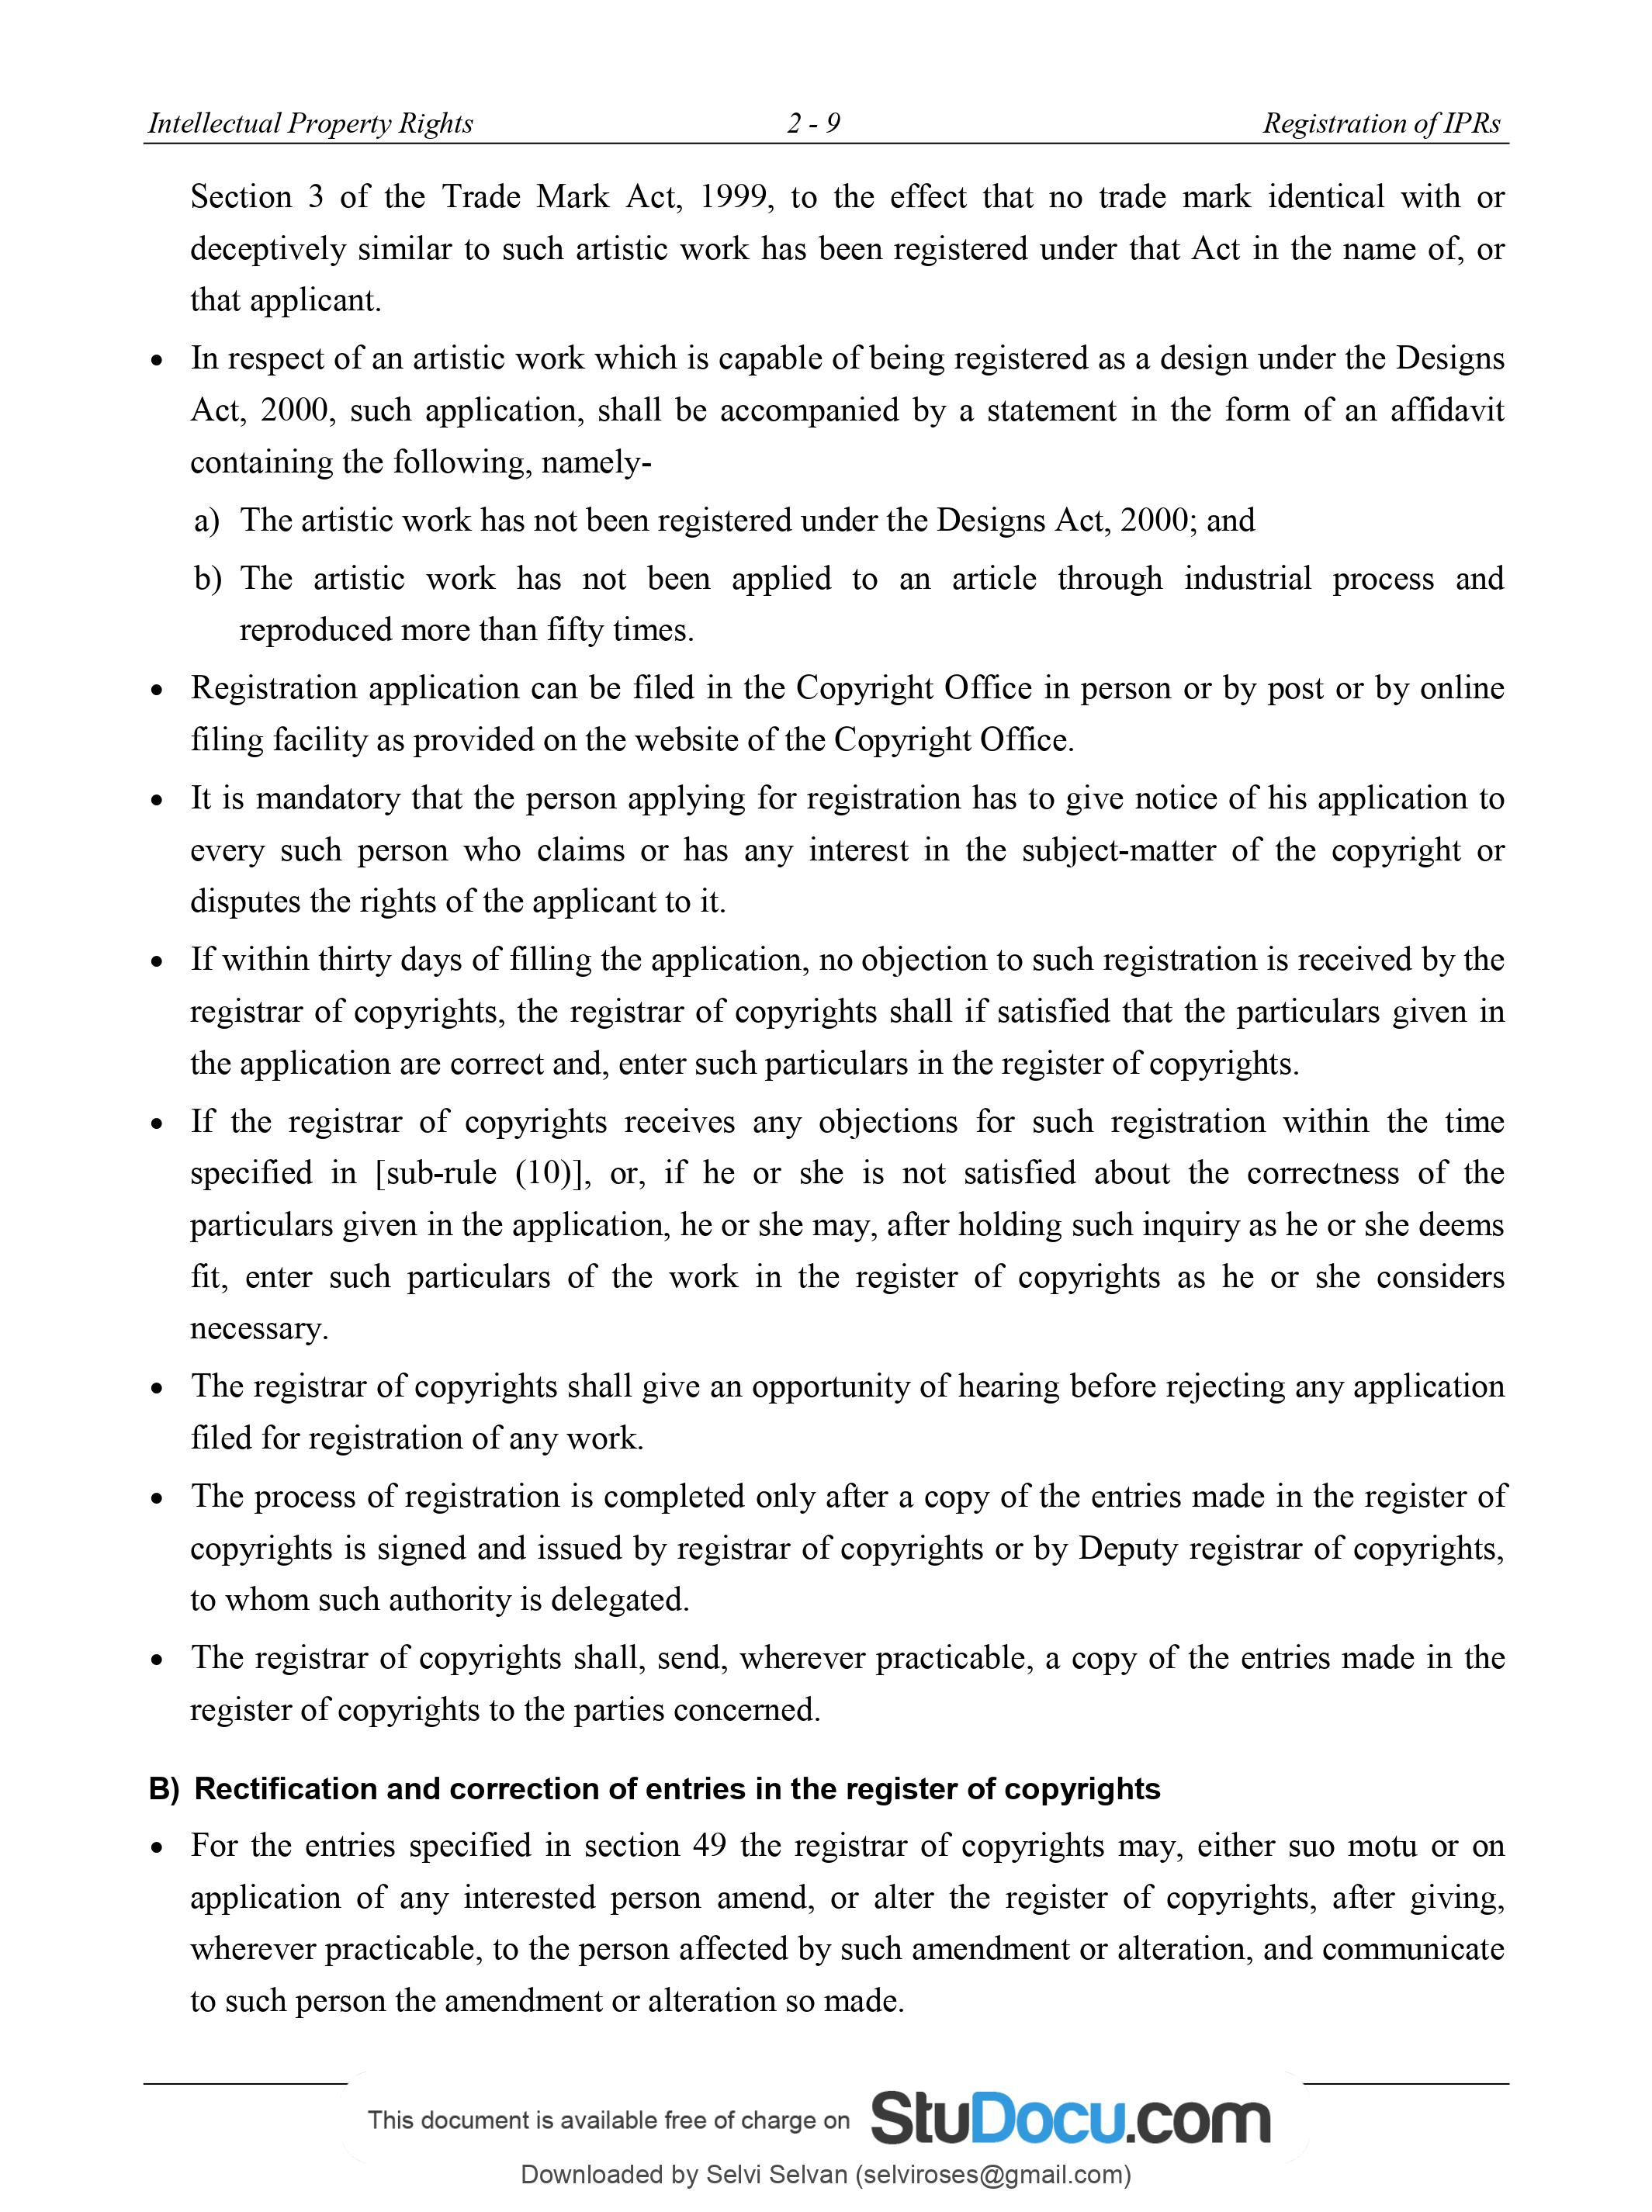 Intellectual Property Rights 2 - 9 Registration of IPRs
Section 3 of the Trade Mark Act, 1999, to the effect that no trade mark identical with or
deceptively similar to such artistic work has been registered under that Act in the name of, or
that applicant.
• In respect of an artistic work which is capable of being registered as a design under the Designs
Act, 2000, such application, shall be accompanied by a statement in the form of an affidavit
containing the following, namely-
a) The artistic work has not been registered under the Designs Act, 2000; and
b) The artistic work has not been applied to an article through industrial process and
reproduced more than fifty times.
• Registration application can be filed in the Copyright Office in person or by post or by online
filing facility as provided on the website of the Copyright Office.
• It is mandatory that the person applying for registration has to give notice of his application to
every such person who claims or has any interest in the subject-matter of the copyright or
disputes the rights of the applicant to it.
• If within thirty days of filling the application, no objection to such registration is received by the
registrar of copyrights, the registrar of copyrights shall if satisfied that the particulars given in
the application are correct and, enter such particulars in the register of copyrights.
• If the registrar of copyrights receives any objections for such registration within the time
specified in [sub-rule (10)], or, if he or she is not satisfied about the correctness of the
particulars given in the application, he or she may, after holding such inquiry as he or she deems
fit, enter such particulars of the work in the register of copyrights as he or she considers
necessary.
• The registrar of copyrights shall give an opportunity of hearing before rejecting any application
filed for registration of any work.
• The process of registration is completed only after a copy of the entries made in the register of
copyrights is signed and issued by registrar of copyrights or by Deputy registrar of copyrights,
to whom such authority is delegated.
• The registrar of copyrights shall, send, wherever practicable, a copy of the entries made in the
register of copyrights to the parties concerned.
B) Rectification and correction of entries in the register of copyrights
• For the entries specified in section 49 the registrar of copyrights may, either suo motu or on
application of any interested person amend, or alter the register of copyrights, after giving,
wherever practicable, to the person affected by such amendment or alteration, and communicate
to such person the amendment or alteration so made.
This document is available free of charge on StuDocu.com
Downloaded by Selvi Selvan (selviroses@gmail.com)